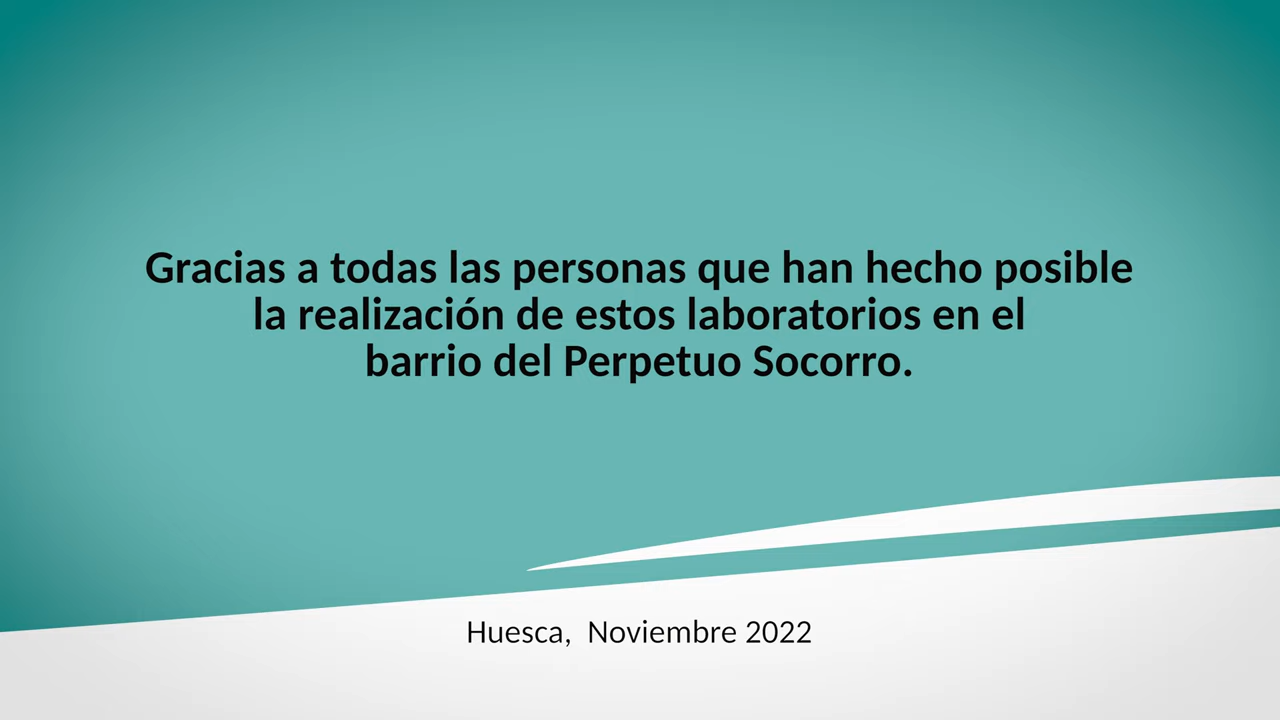 Gracias a todas las personas que han hecho posible
la realización de estos laboratorios en el
barrio del Perpetuo Socorro.
Huesca,  Noviembre 2022